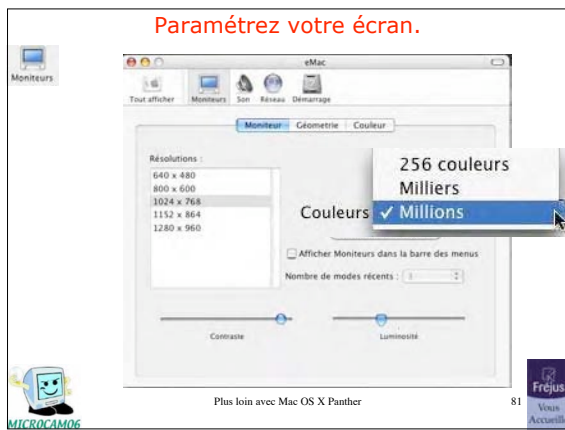 Paramétrez votre écran.
Moniteurs
eMac
Tout afficher Moniteurs Son Réseau Démarrage
Moniteur Géometrie Couleur
Résolutions :
640 x 480
800 x 600
1024 x 768
1152 x 864
1280 x 960
256 couleurs
Milliers
Couleurs ✓ Millions
Afficher Moniteurs dans la barre des menus
Nombre de modes récents :
Contraste Luminosité
MICROCAM06
Plus loin avec Mac OS X Panther 81
Fréjus
Vous
Accueille